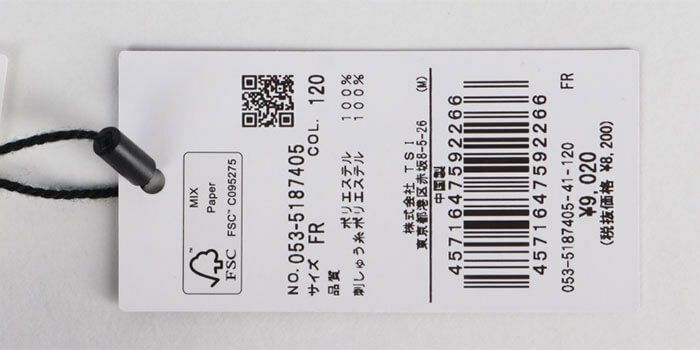 FSC
MIX
Paper
FSC™ C095275
NO. 053-5187405
サイズ FR COL. 120
品質
ポリエステル 100%
刺しゅう糸ポリエステル 100%
株式会社 TSI
東京都港区赤坂8-5-26 (M)
中国製
4571647592266
4571647592266
053-5187405-41-120 FR
¥9,020
(税抜価格 ¥8,200)